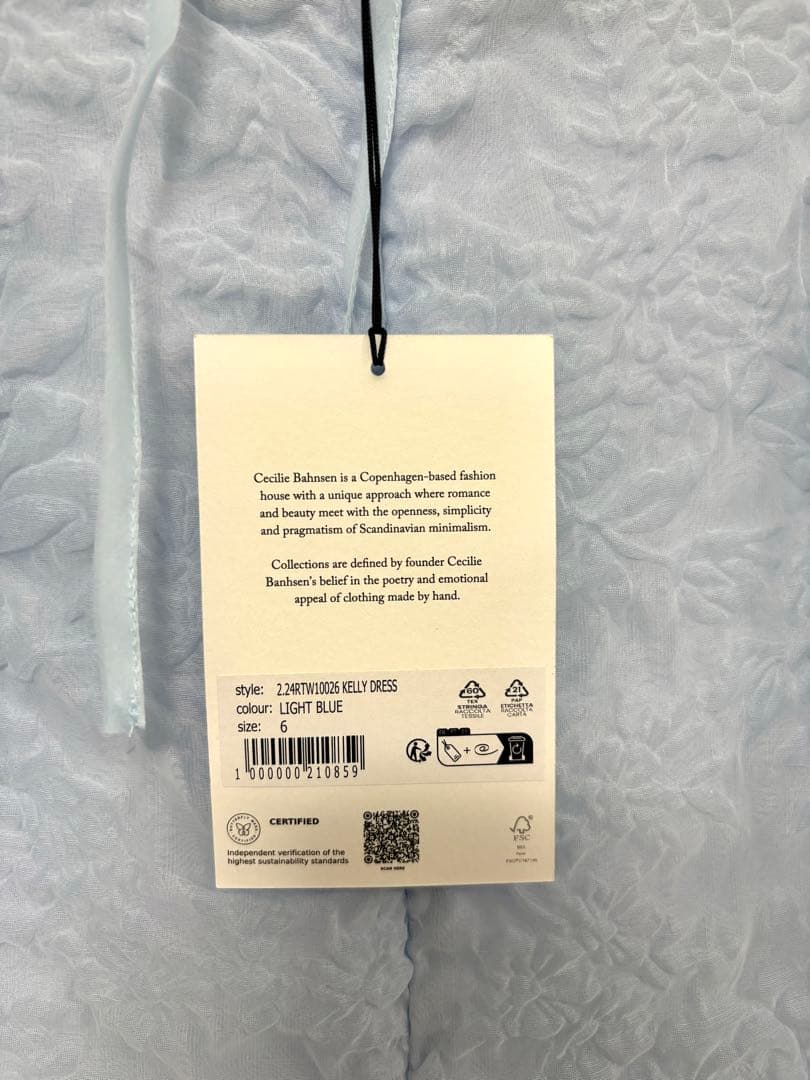 Cecilie Bahnsen is a Copenhagen-based fashion
house with a unique approach where romance
and beauty meet with the openness, simplicity
and pragmatism of Scandinavian minimalism.
Collections are defined by founder Cecilie
Banhsen's belief in the poetry and emotional
appeal of clothing made by hand.
style: 2.24RTW10026 KELLY DRESS
colour: LIGHT BLUE
size: 6
1 000000 210859
60
TEX
STRINGA
RACCOLTA
TESSILE
21
PAP
ETICHETTA
RACCOLTA
CARTA
CERTIFIED
Independent verification of the
highest sustainability standards
SCAN HERE
FSC